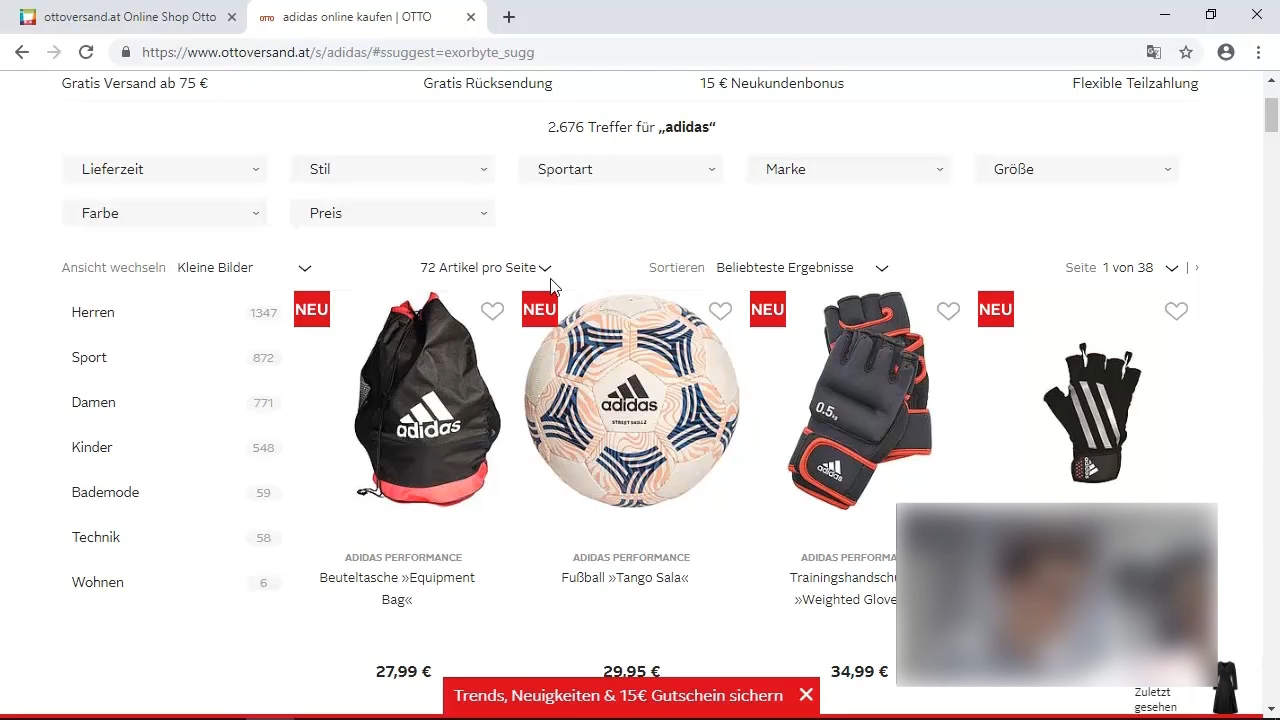 ottoversand.at Online Shop Otto
OTTO adidas online kaufen | OTTO
https://www.ottoversand.at/s/adidas/#ssuggest=exorbyte_sugg
Gratis Versand ab 75 € Gratis Rücksendung 15 € Neukundenbonus Flexible Teilzahlung
2.676 Treffer für „adidas“
Lieferzeit Stil Sportart Marke Größe
Farbe Preis
Ansicht wechseln Kleine Bilder 72 Artikel pro Seite Sortieren Beliebteste Ergebnisse Seite 1 von 38
Herren 1347
Sport 872
Damen 771
Kinder 548
Bademode 59
Technik 58
Wohnen 6
NEU NEU NEU NEU
adidas
adidas
STREET SKILLZ
0.5kg
adidas
ADIDAS PERFORMANCE
Beuteltasche »Equipment
Bag«
27,99 €
ADIDAS PERFORMANCE
Fußball »Tango Sala«
29,95 €
ADIDAS PERFORMA
Trainingshandschu
»Weighted Glove
34,99 €
Trends, Neuigkeiten & 15€ Gutschein sichern
Zuletzt
gesehen